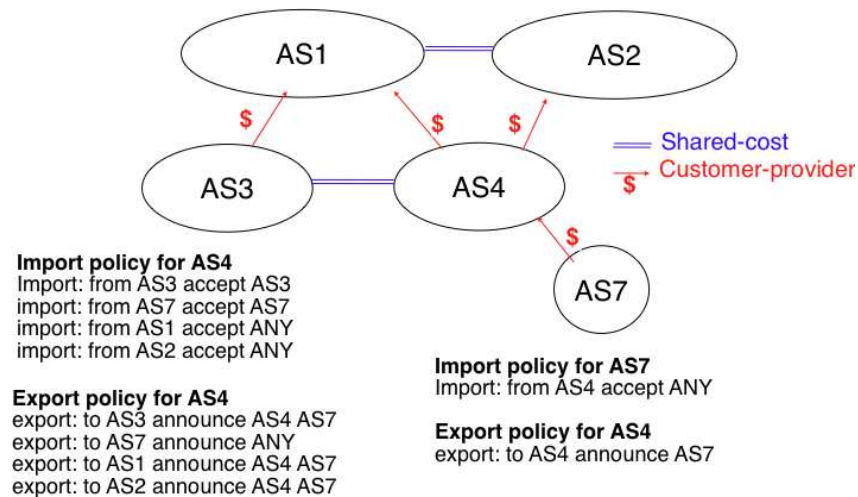 AS1
AS2
$
$
$
Shared-cost
Customer-provider
$
AS3
AS4
$
AS7
Import policy for AS4
Import: from AS3 accept AS3
import: from AS7 accept AS7
import: from AS1 accept ANY
import: from AS2 accept ANY
Export policy for AS4
export: to AS3 announce AS4 AS7
export: to AS7 announce ANY
export: to AS1 announce AS4 AS7
export: to AS2 announce AS4 AS7
Import policy for AS7
Import: from AS4 accept ANY
Export policy for AS4
export: to AS4 announce AS7